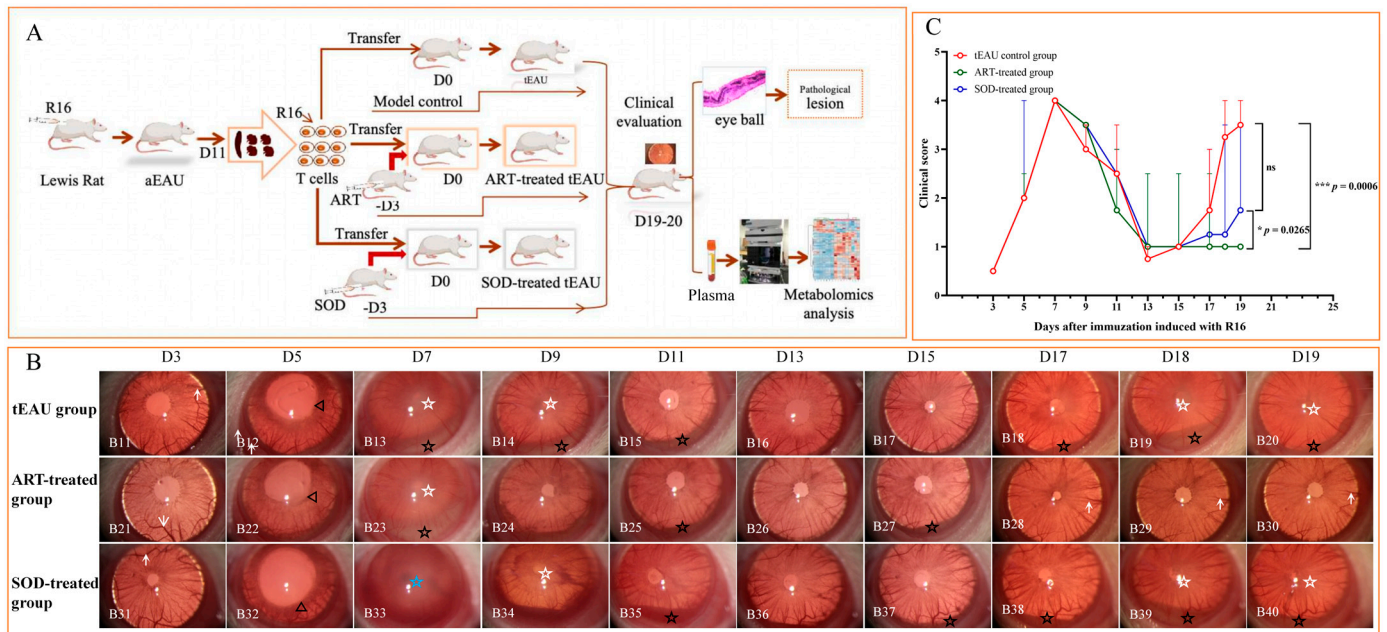 A
R16
Lewis Rat
aEAU
D11
R16
T cells
Transfer
D0
tEAU
Model control
Transfer
ART
-D3
D0
ART-treated tEAU
Transfer
SOD
-D3
D0
SOD-treated tEAU
Clinical
evaluation
D19-20
eye ball
Pathological
lesion
Plasma
Metabolomics
analysis
C
tEAU control group
ART-treated group
SOD-treated group
Clinical score
5
4
3
2
1
0
3 5 7 9 11 13 15 17 19 21 25
Days after immuzation induced with R16
ns
* p = 0.0265
*** p = 0.0006
B
D3 D5 D7 D9 D11 D13 D15 D17 D18 D19
tEAU group
B11 B12 B13 B14 B15 B16 B17 B18 B19 B20
ART-treated
group
B21 B22 B23 B24 B25 B26 B27 B28 B29 B30
SOD-treated
group
B31 B32 B33 B34 B35 B36 B37 B38 B39 B40